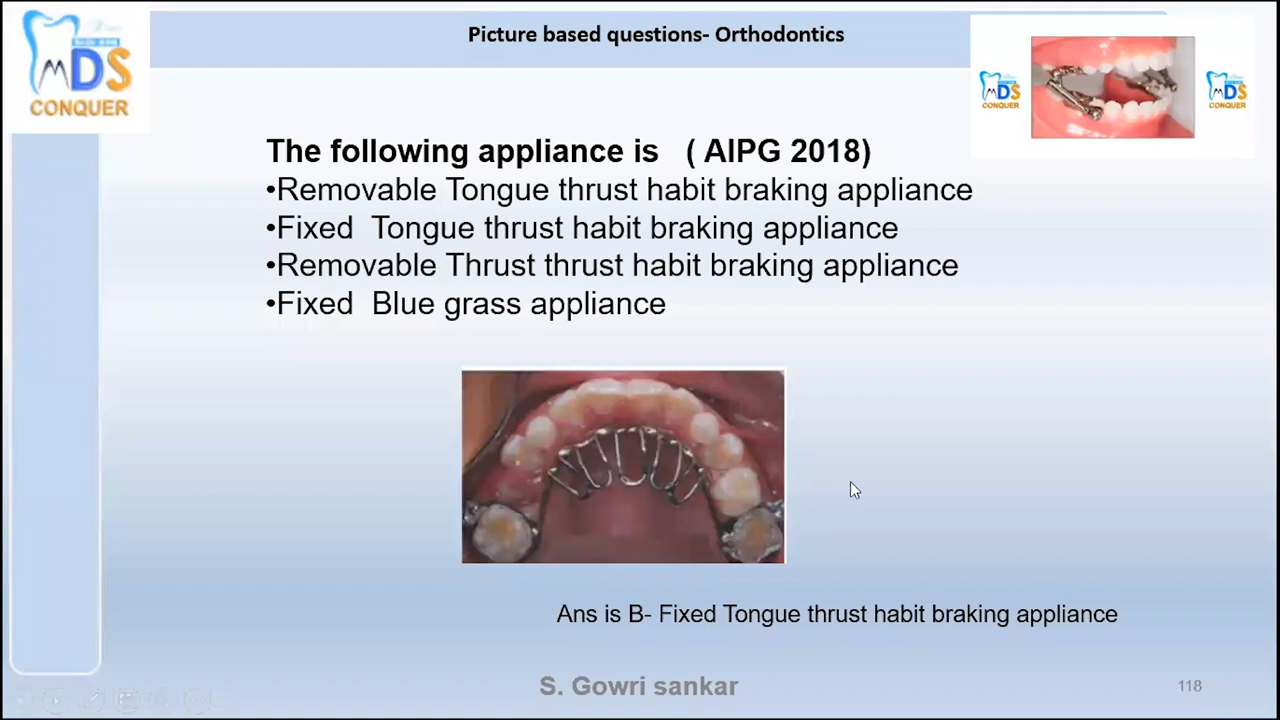 Picture based questions- Orthodontics
MDS
CONQUER
MDS
CONQUER
MDS
CONQUER
The following appliance is ( AIPG 2018)
•Removable Tongue thrust habit braking appliance
•Fixed Tongue thrust habit braking appliance
•Removable Thrust thrust habit braking appliance
•Fixed Blue grass appliance
Ans is B- Fixed Tongue thrust habit braking appliance
S. Gowri sankar
118